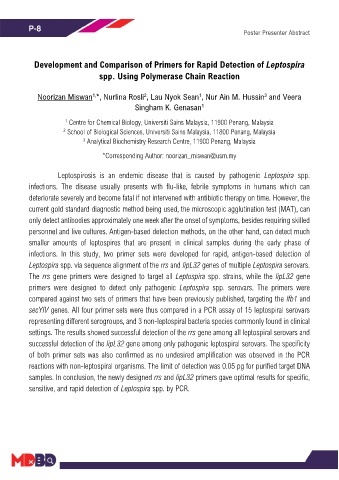 P-8
Poster Presenter Abstract
Development and Comparison of Primers for Rapid Detection of Leptospira
spp. Using Polymerase Chain Reaction
Noorizan Miswan1,*, Nurlina Rosli2, Lau Nyok Sean1, Nur Ain M. Hussin3 and Veera
Singham K. Genasan1
1 Centre for Chemical Biology, Universiti Sains Malaysia, 11900 Penang, Malaysia
2 School of Biological Sciences, Universiti Sains Malaysia, 11800 Penang, Malaysia
3 Analytical Biochemistry Research Centre, 11900 Penang, Malaysia
*Corresponding Author: noorizan_miswan@usm.my
Leptospirosis is an endemic disease that is caused by pathogenic Leptospira spp.
infections. The disease usually presents with flu-like, febrile symptoms in humans which can
deteriorate severely and become fatal if not intervened with antibiotic therapy on time. However, the
current gold standard diagnostic method being used, the microscopic agglutination test (MAT), can
only detect antibodies approximately one week after the onset of symptoms, besides requiring skilled
personnel and live cultures. Antigen-based detection methods, on the other hand, can detect much
smaller amounts of leptospires that are present in clinical samples during the early phase of
infections. In this study, two primer sets were developed for rapid, antigen-based detection of
Leptospira spp. via sequence alignment of the rrs and lipL32 genes of multiple Leptospira serovars.
The rrs gene primers were designed to target all Leptospira spp. strains, while the lipL32 gene
primers were designed to detect only pathogenic Leptospira spp. serovars. The primers were
compared against two sets of primers that have been previously published, targeting the lfb1 and
secYIV genes. All four primer sets were thus compared in a PCR assay of 15 leptospiral serovars
representing different serogroups, and 3 non-leptospiral bacteria species commonly found in clinical
settings. The results showed successful detection of the rrs gene among all leptospiral serovars and
successful detection of the lipL32 gene among only pathogenic leptospiral serovars. The specificity
of both primer sets was also confirmed as no undesired amplification was observed in the PCR
reactions with non-leptospiral organisms. The limit of detection was 0.05 pg for purified target DNA
samples. In conclusion, the newly designed rrs and lipL32 primers gave optimal results for specific,
sensitive, and rapid detection of Leptospira spp. by PCR.